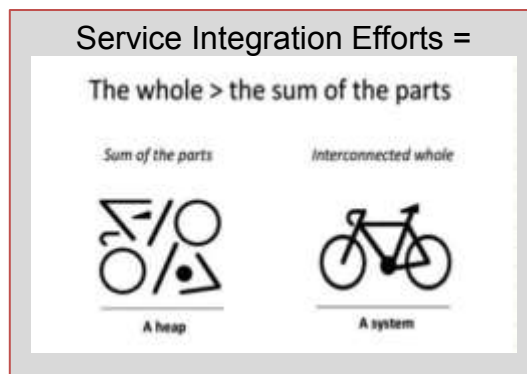 Service Integration Efforts =
The whole > the sum of the parts
Sum of the parts
Interconnected whole
A heap
A system